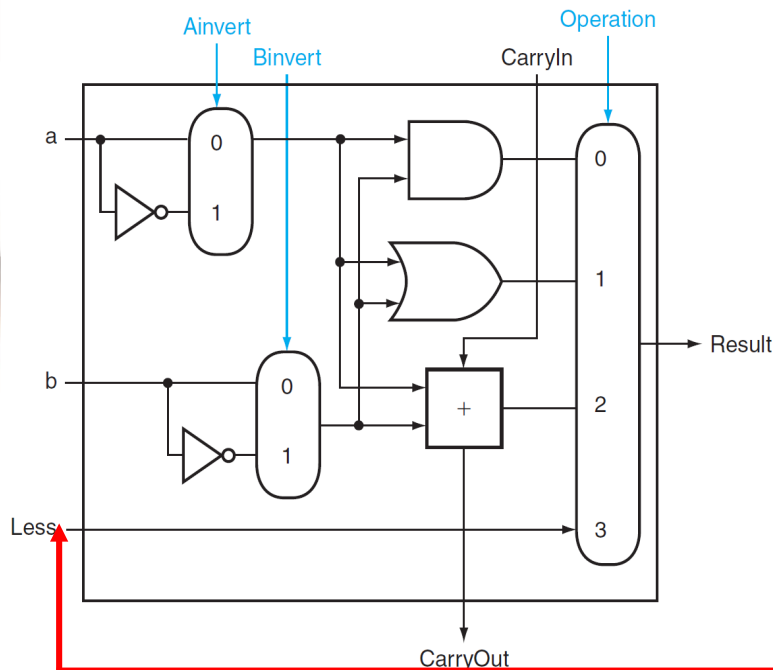 Ainvert
Operation
Binvert
CarryIn
a
0
0
1
1
Result
b
0
+
2
1
Less
3
CarryOut